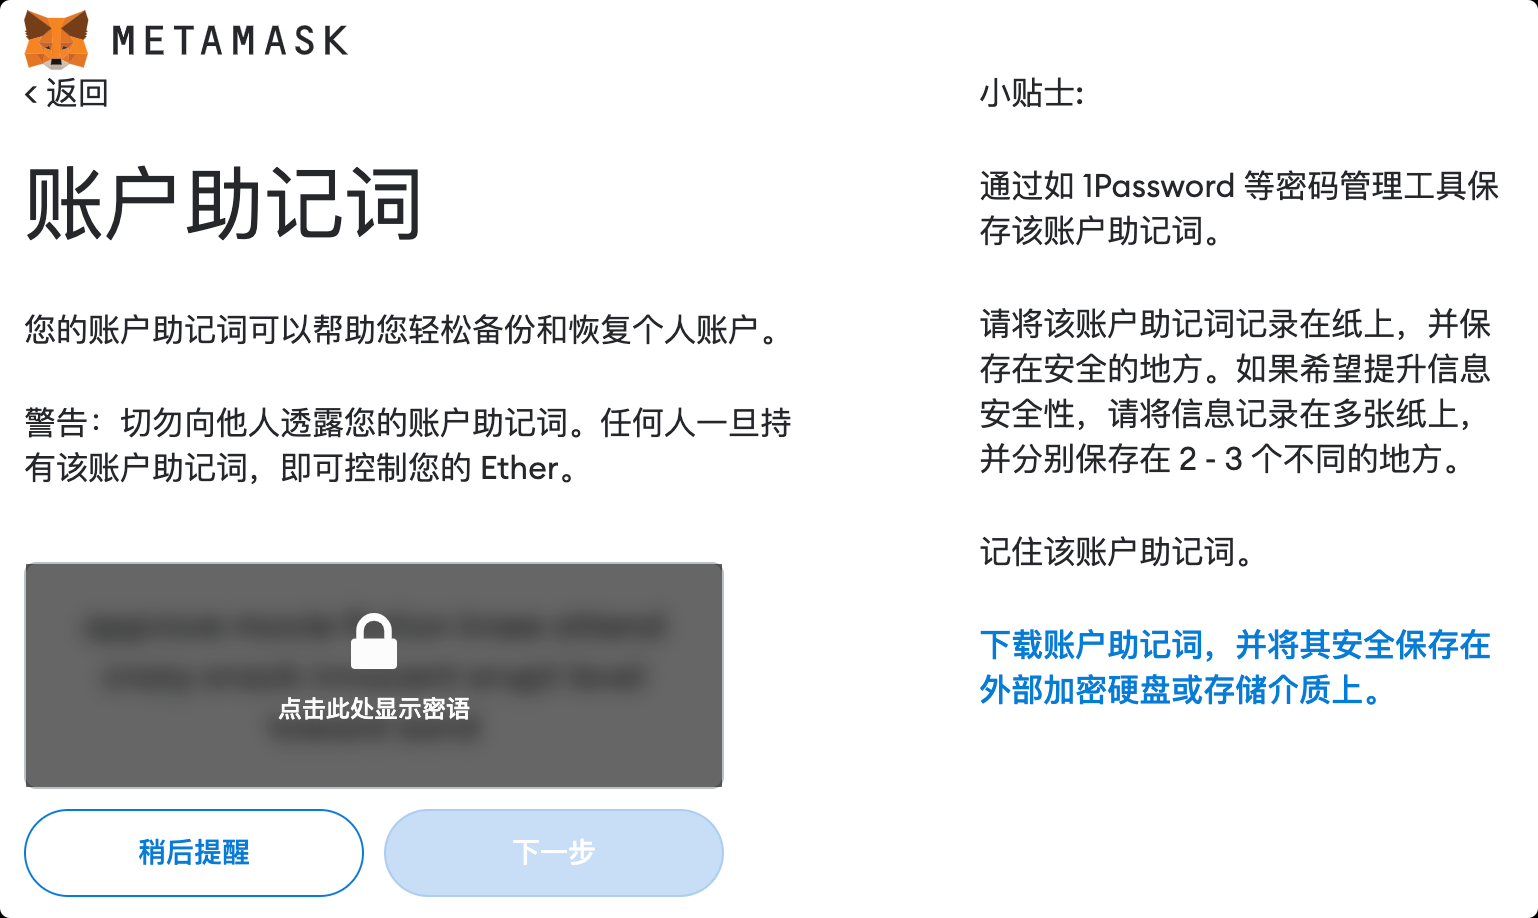 METAMASK
< 返回
账户助记词
您的账户助记词可以帮助您轻松备份和恢复个人账户。
警告：切勿向他人透露您的账户助记词。任何人一旦持
有该账户助记词，即可控制您的 Ether。
点击此处显示密语
稍后提醒
下一步
小贴士:
通过如 1Password 等密码管理工具保
存该账户助记词。
请将该账户助记词记录在纸上，并保
存在安全的地方。如果希望提升信息
安全性，请将信息记录在多张纸上，
并分别保存在 2 - 3 个不同的地方。
记住该账户助记词。
下载账户助记词，并将其安全保存在
外部加密硬盘或存储介质上。